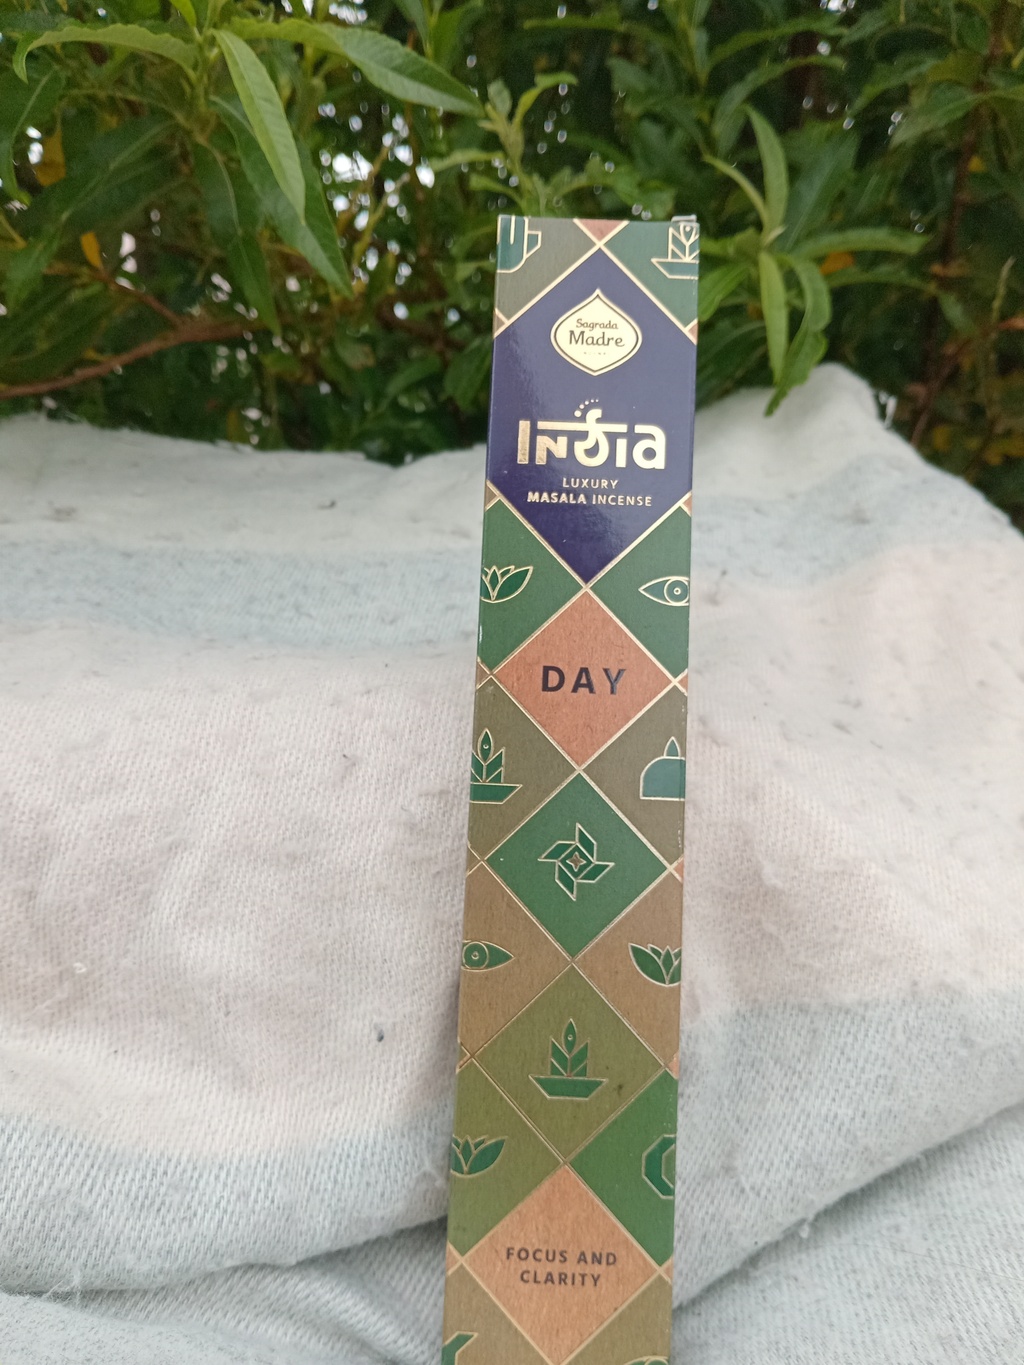 Sagrada
Madre
India
LUXURY
MASALA INCENSE
DAY
FOCUS AND
CLARITY